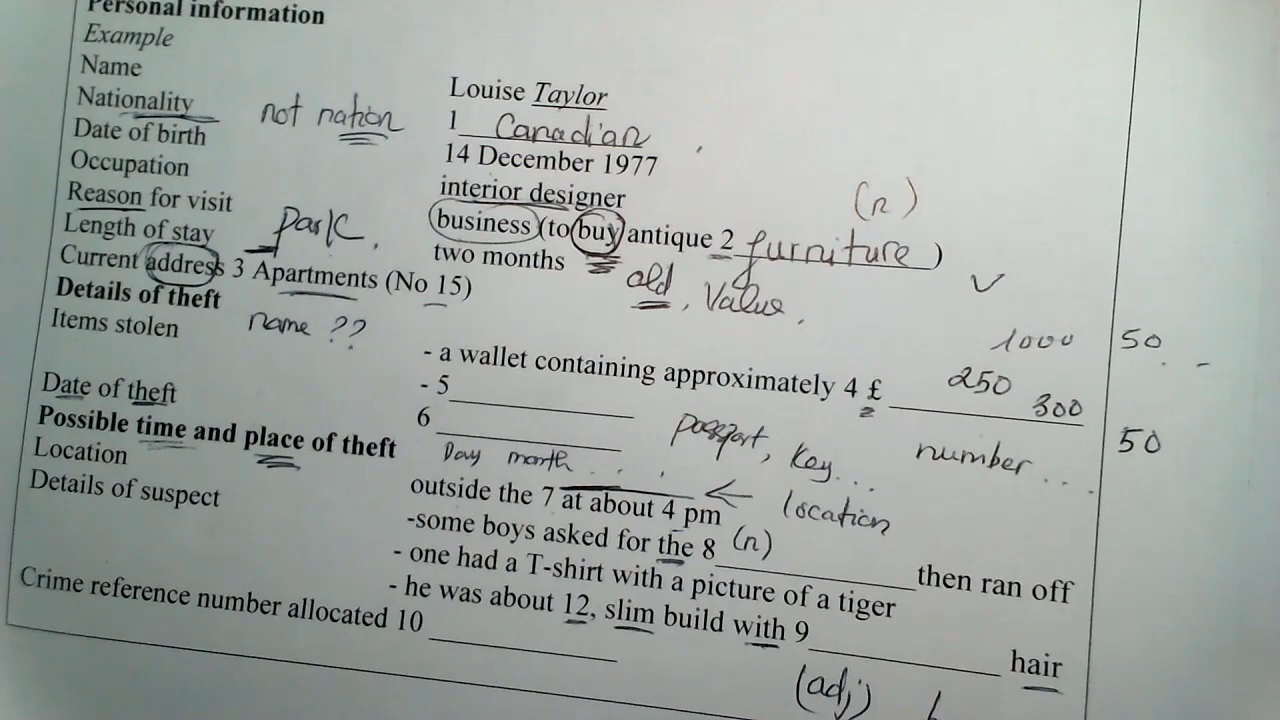 Personal information
Example
Name Louise Taylor
Nationality not nation 1 Canadian
Date of birth 14 December 1977
Occupation interior designer
Reason for visit business (to buy antique 2 furniture) (n)
Length of stay park. two months old, value,
Current address 3 Apartments (No 15)
Details of theft name ??
Items stolen - a wallet containing approximately 4 £ ________ 1000 250 300 50
- 5________ passport, key... number....
Date of theft 6 ________ Day month . . . 50
Possible time and place of theft
Location outside the 7 at about 4 pm ← location
Details of suspect -some boys asked for the 8 (n) ________ then ran off
- one had a T-shirt with a picture of a tiger
- he was about 12, slim build with 9________ hair
Crime reference number allocated 10 ________ (adj)